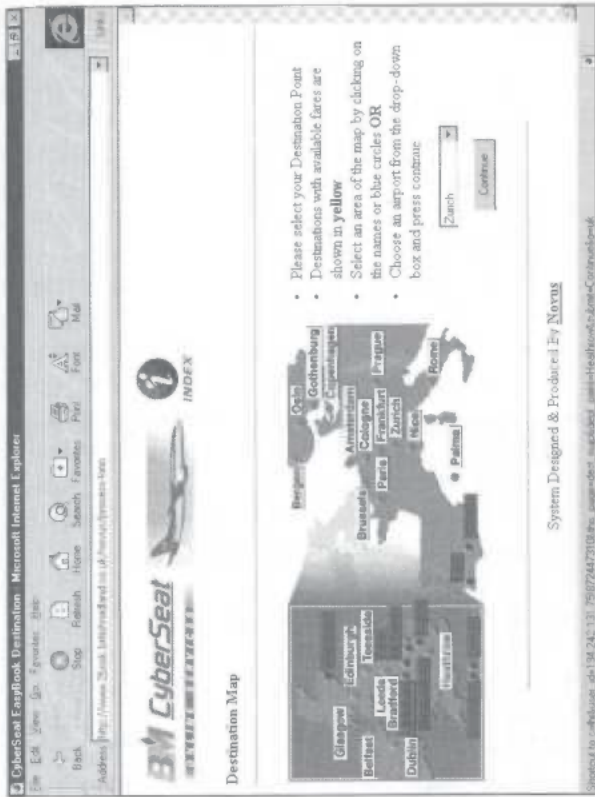 CyberSeat EasyBook Destination - Microsoft Internet Explorer
File Edit View Go Favorites Help
Back Stop Refresh Home Search Favorites Print Font Mail
Address
BM CyberSeat
INDEX
Destination Map
Glasgow
Edinburgh
Belfast
Teesside
Leeds
Bradford
Dublin
Heathrow
Bergen
Oslo
Gothenburg
Copenhagen
Amsterdam
Brussels
Cologne
Paris
Frankfurt
Prague
Zurich
Nice
Rome
Palma
• Please select your Destination Point
• Destinations with available fares are
shown in yellow
• Select an area of the map by clicking on
the names or blue circles OR
• Choose an airport from the drop-down
box and press continue
Zurich
Continue
System Designed & Produced By Novus